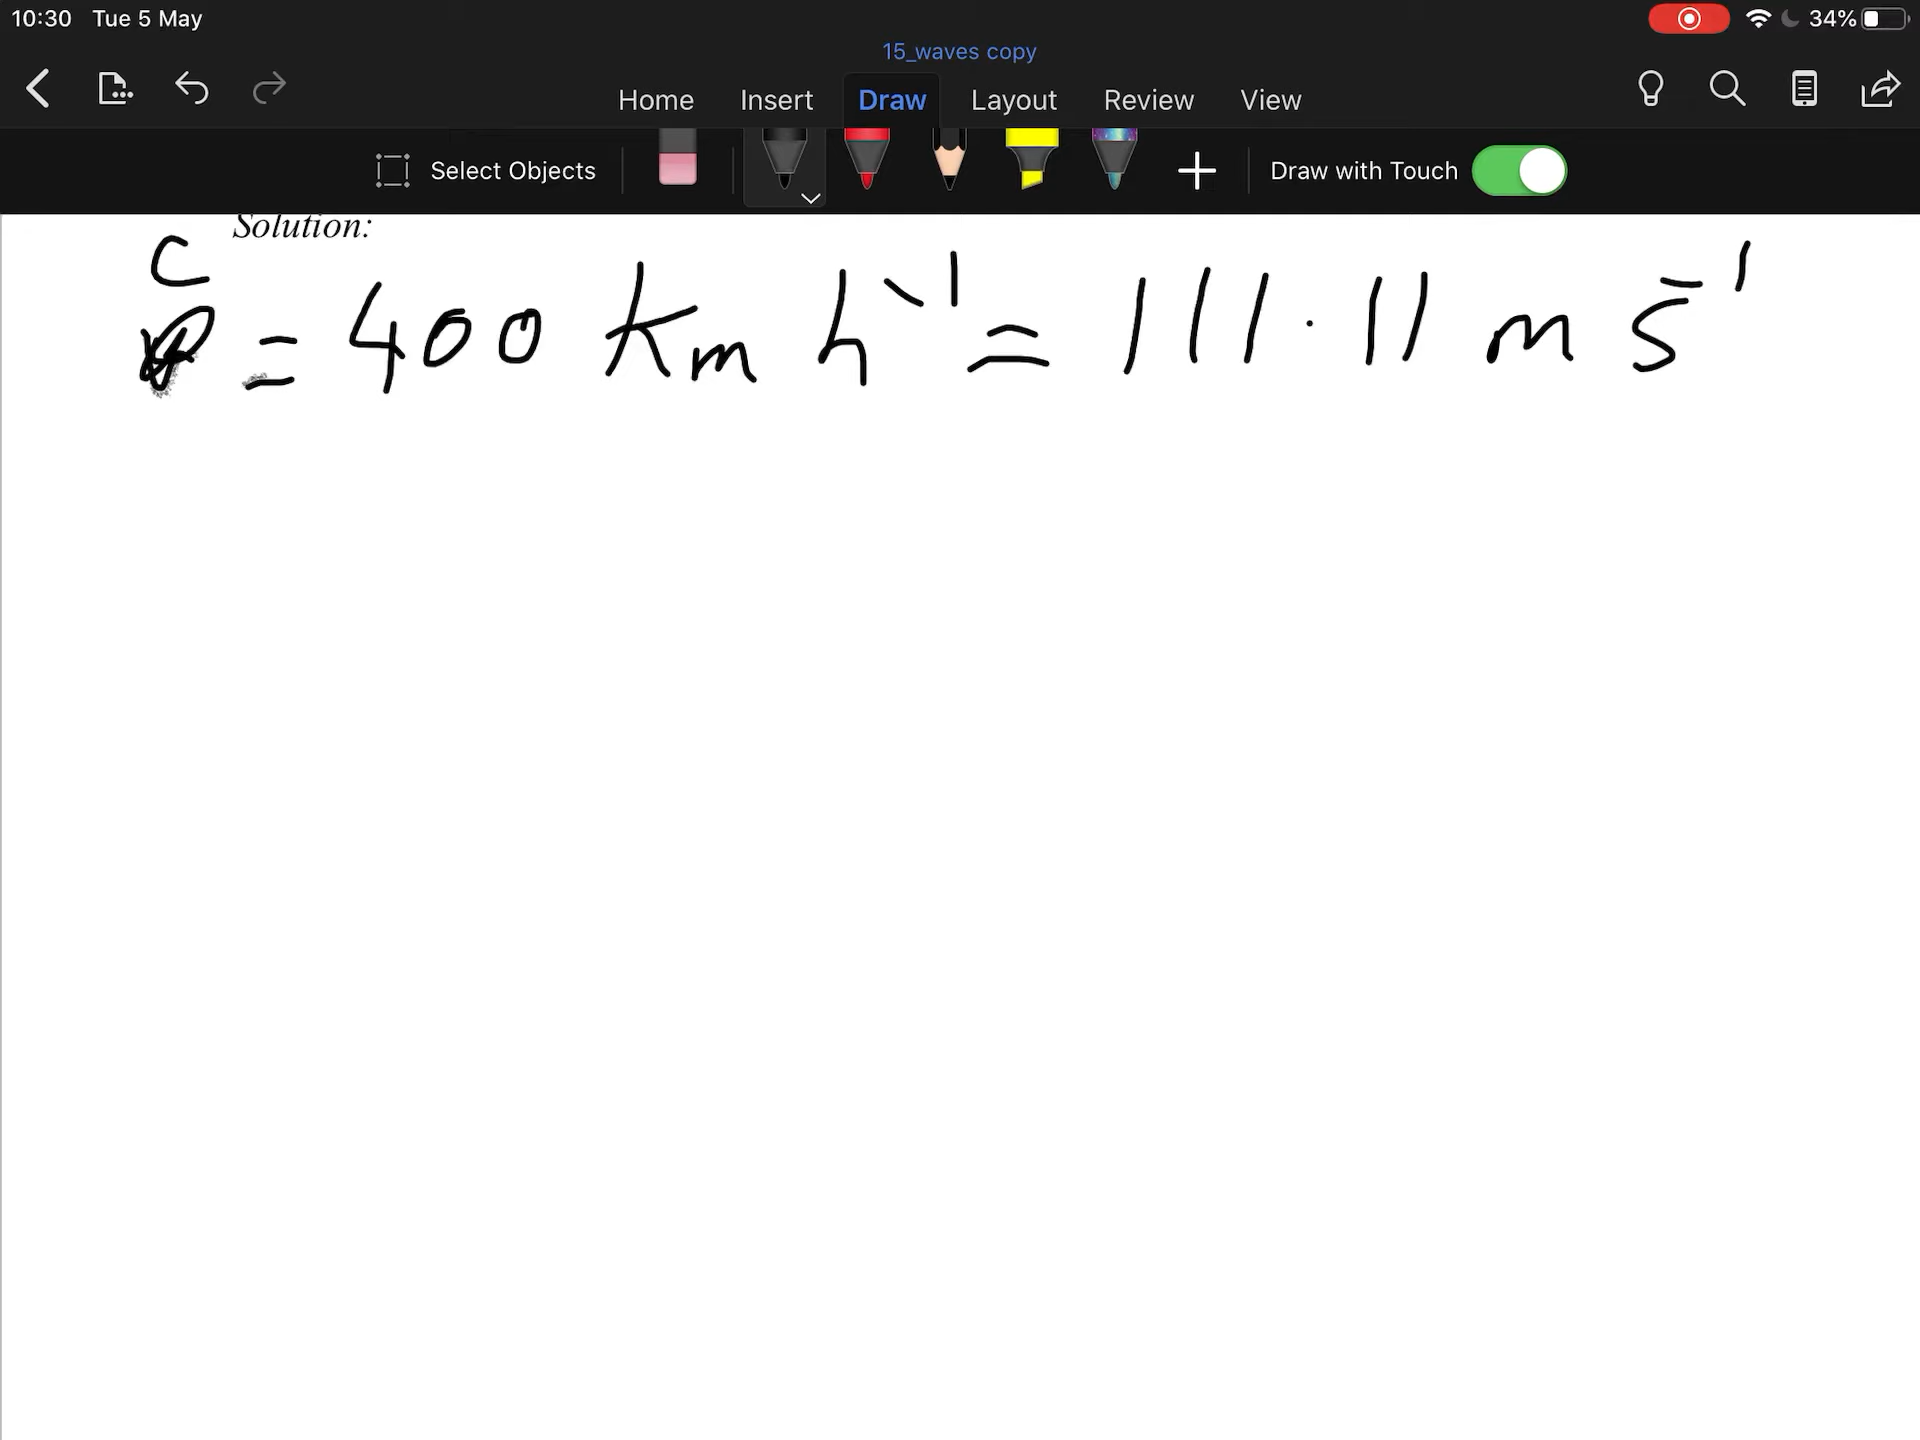 10:30 Tue 5 May 34%
15_waves copy
Home Insert Draw Layout Review View
Select Objects Draw with Touch
Solution:
C
= 400 km h⁻¹ = 111.11 m s⁻¹